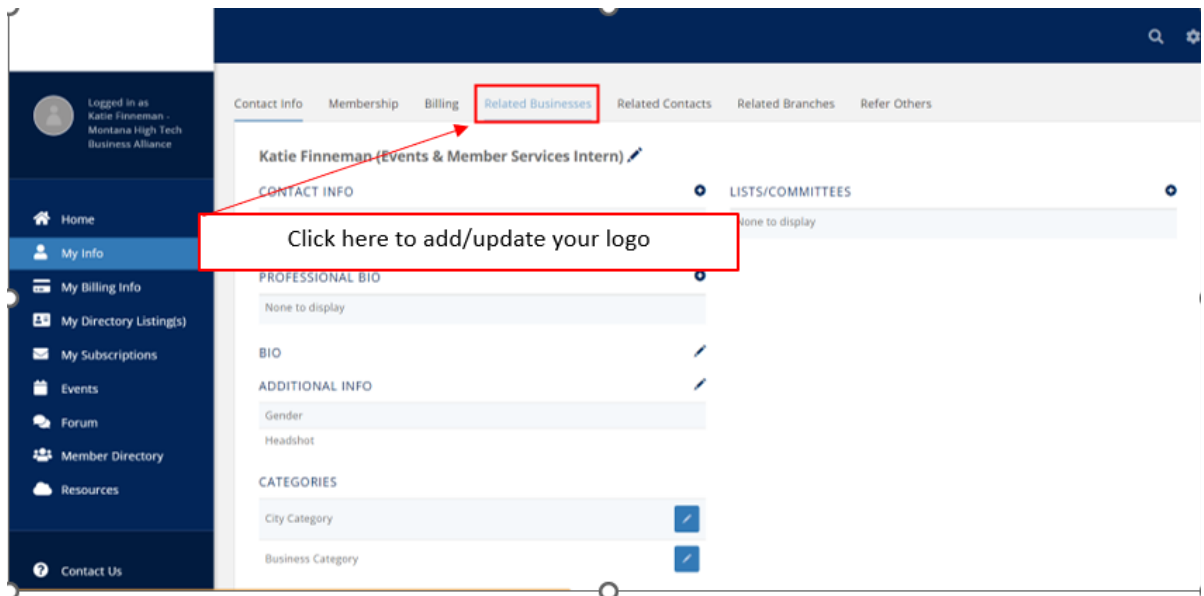 Logged in as
Katie Finneman -
Montana High Tech
Business Alliance
Home
My Info
My Billing Info
My Directory Listing(s)
My Subscriptions
Events
Forum
Member Directory
Resources
Contact Us
Contact Info Membership Billing Related Businesses Related Contacts Related Branches Refer Others
Katie Finneman (Events & Member Services Intern)
CONTACT INFO
Click here to add/update your logo
PROFESSIONAL BIO
None to display
BIO
ADDITIONAL INFO
Gender
Headshot
CATEGORIES
City Category
Business Category
LISTS/COMMITTEES
None to display